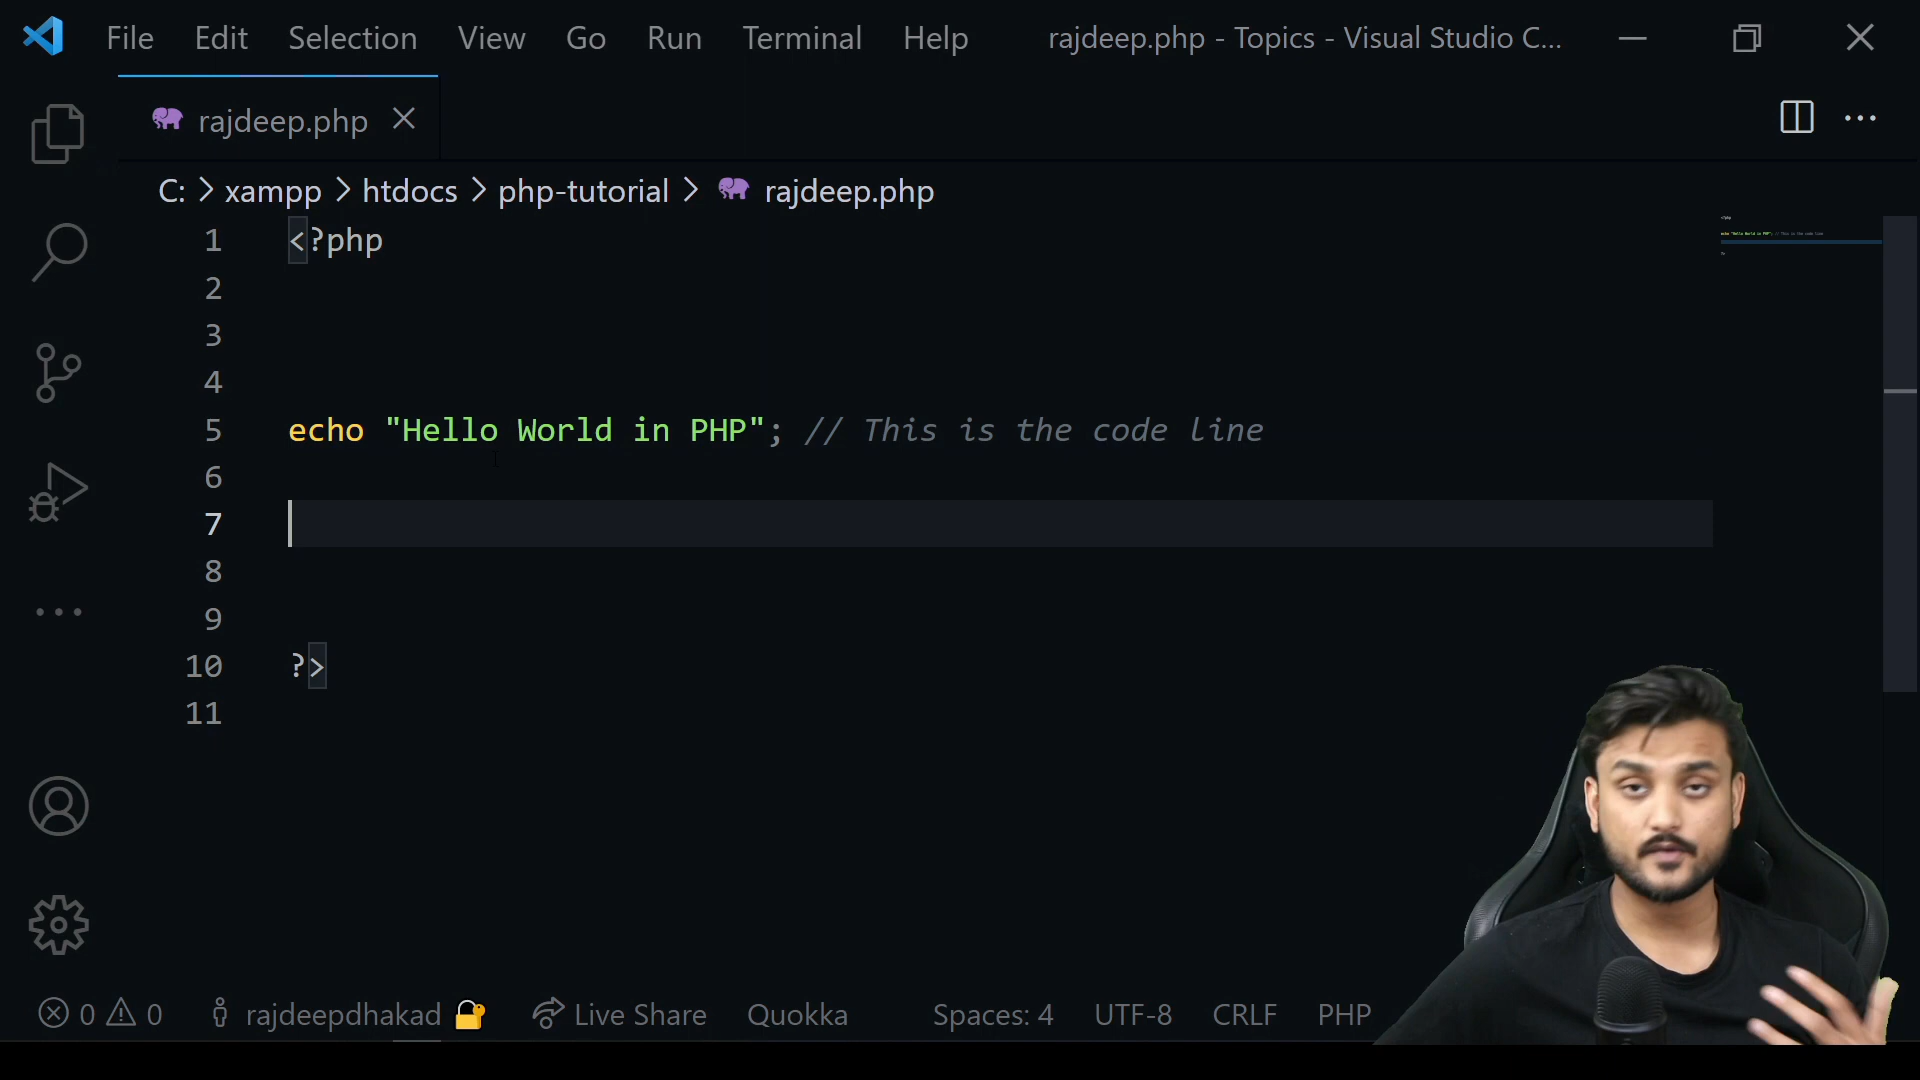 File Edit Selection View Go Run Terminal Help rajdeep.php - Topics - Visual Studio C...
rajdeep.php
C: > xampp > htdocs > php-tutorial > rajdeep.php
1 <?php
2
3
4
5 echo "Hello World in PHP"; // This is the code line
6
7
8
9
10 ?>
11
0 0 rajdeepdhakad Live Share Quokka Spaces: 4 UTF-8 CRLF PHP